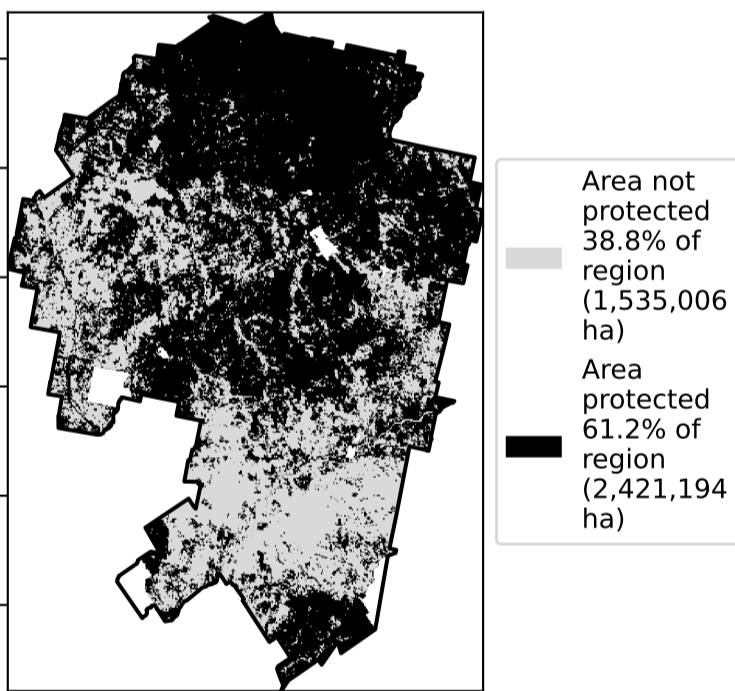 Area not
protected
38.8% of
region
(1,535,006
ha)
Area
protected
61.2% of
region
(2,421,194
ha)